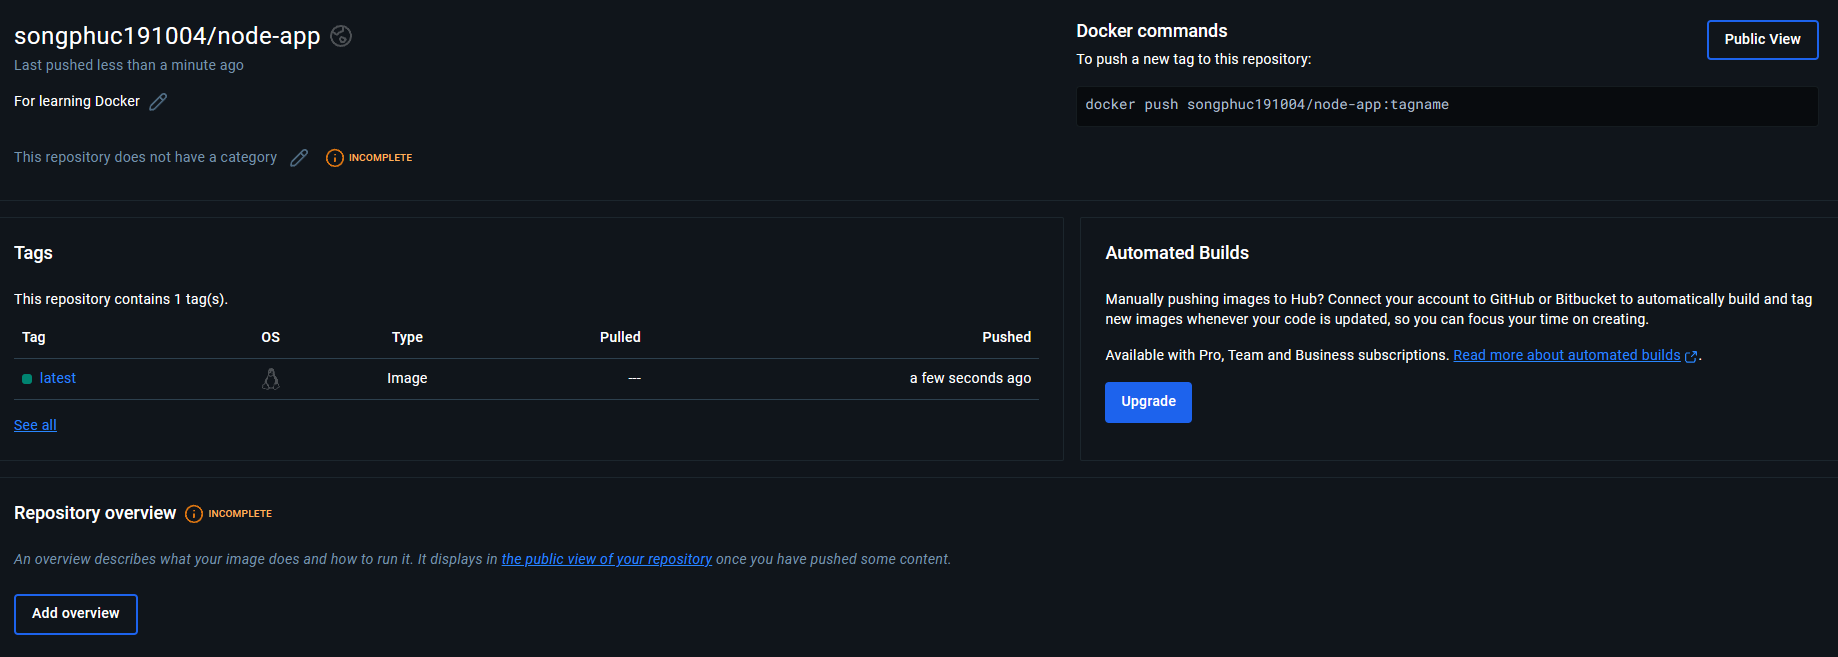 songphuc191004/node-app
Last pushed less than a minute ago
For learning Docker
This repository does not have a category
INCOMPLETE
Docker commands
To push a new tag to this repository:
Public View
docker push songphuc191004/node-app:tagname
Tags
This repository contains 1 tag(s).
Tag OS Type Pulled Pushed
latest Image --- a few seconds ago
See all
Automated Builds
Manually pushing images to Hub? Connect your account to GitHub or Bitbucket to automatically build and tag
new images whenever your code is updated, so you can focus your time on creating.
Available with Pro, Team and Business subscriptions. Read more about automated builds.
Upgrade
Repository overview INCOMPLETE
An overview describes what your image does and how to run it. It displays in the public view of your repository once you have pushed some content.
Add overview